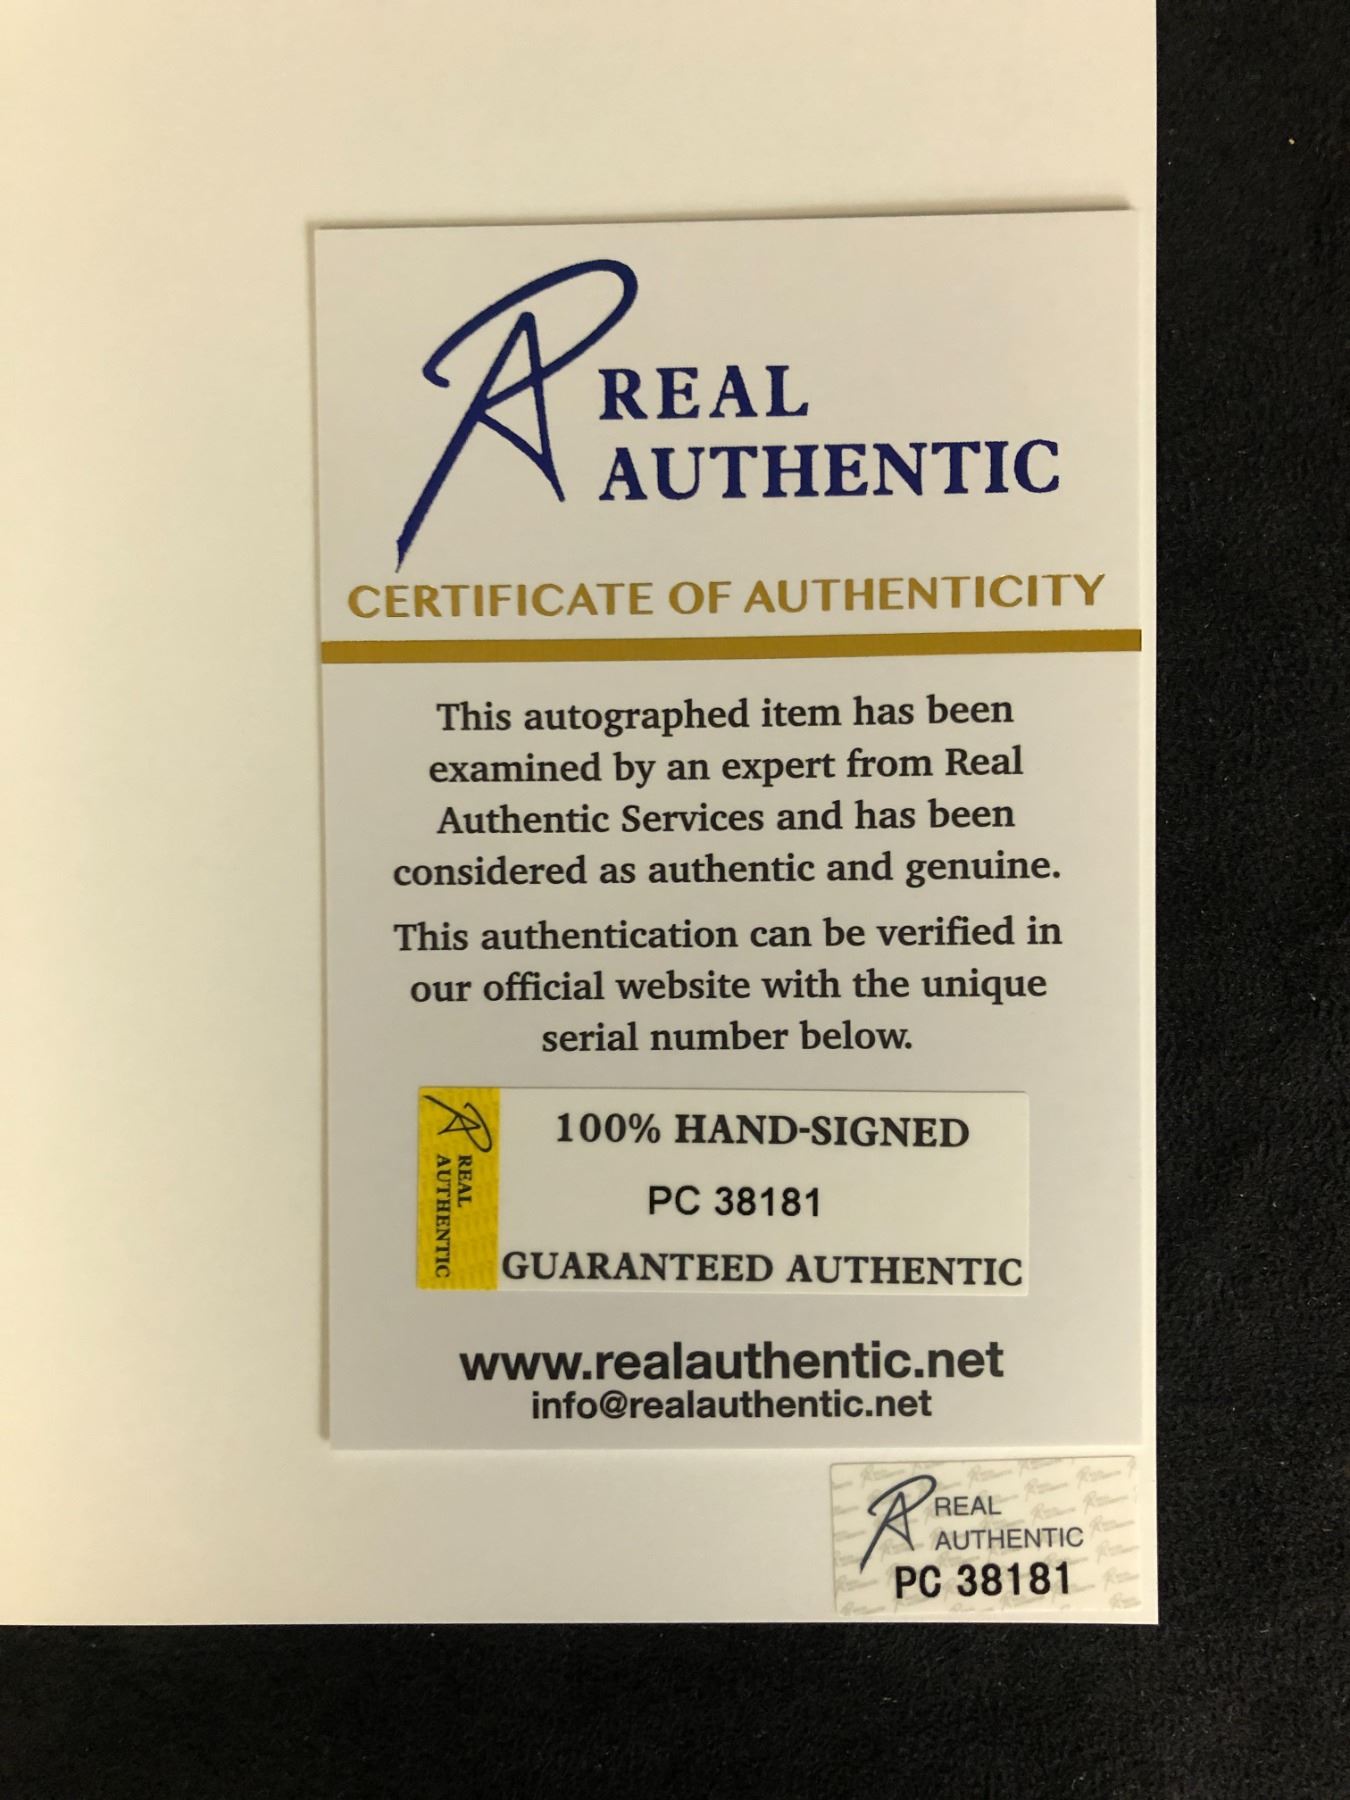 REAL
AUTHENTIC
CERTIFICATE OF AUTHENTICITY
This autographed item has been
examined by an expert from Real
Authentic Services and has been
considered as authentic and genuine.
This authentication can be verified in
our official website with the unique
serial number below.
REAL
AUTHENTIC
100% HAND-SIGNED
PC 38181
GUARANTEED AUTHENTIC
www.realauthentic.net
info@realauthentic.net
REAL
AUTHENTIC
PC 38181